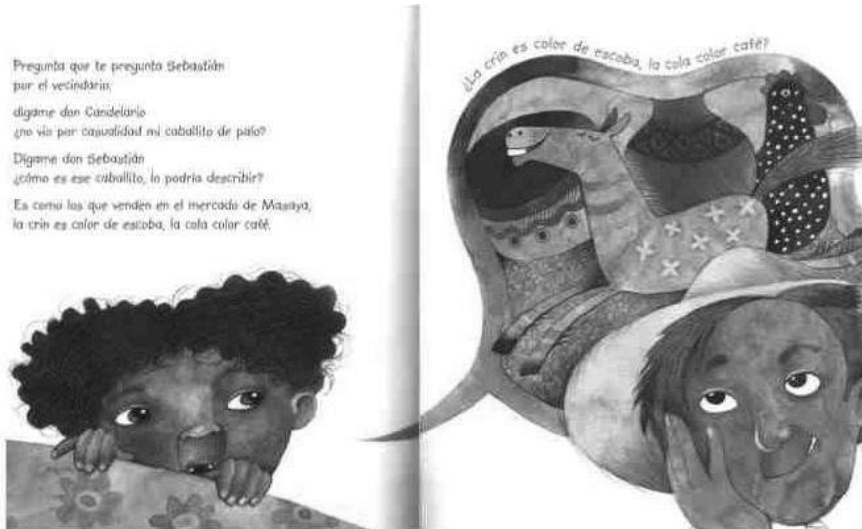 Pregunta que te pregunta Sebastián
por el vecindario:
dígame don Candelario
¿no vio por casualidad mi caballito de palo?
Dígame don Sebastián
¿cómo es ese caballito, lo podría describir?
Es como los que venden en el mercado de Masaya,
la crin es color de escoba, la cola color café.
¿La crin es color de escoba, la cola color café?